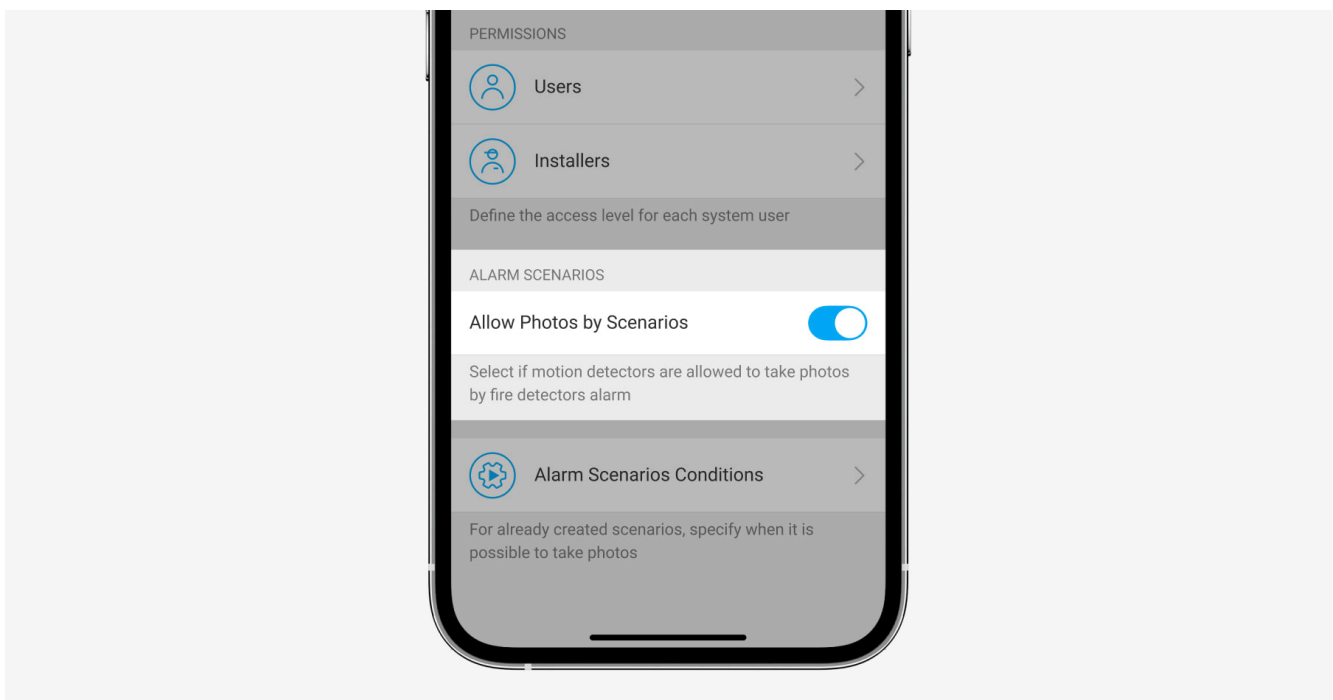 PERMISSIONS
Users
Installers
Define the access level for each system user
ALARM SCENARIOS
Allow Photos by Scenarios
Select if motion detectors are allowed to take photos
by fire detectors alarm
Alarm Scenarios Conditions
For already created scenarios, specify when it is
possible to take photos